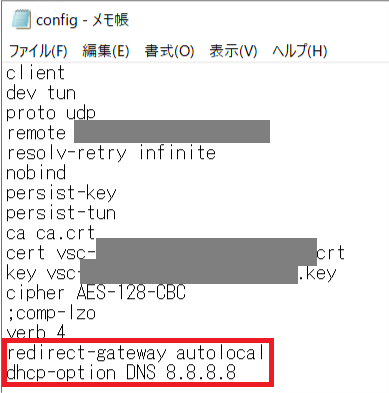 config - メモ帳
ファイル(F) 編集(E) 書式(O) 表示(V) ヘルプ(H)
client
dev tun
proto udp
remote
resolv-retry infinite
nobind
persist-key
persist-tun
ca ca.crt
cert vsc- crt
key vsc- .key
cipher AES-128-CBC
;comp-lzo
verb 4
redirect-gateway autolocal
dhcp-option DNS 8.8.8.8